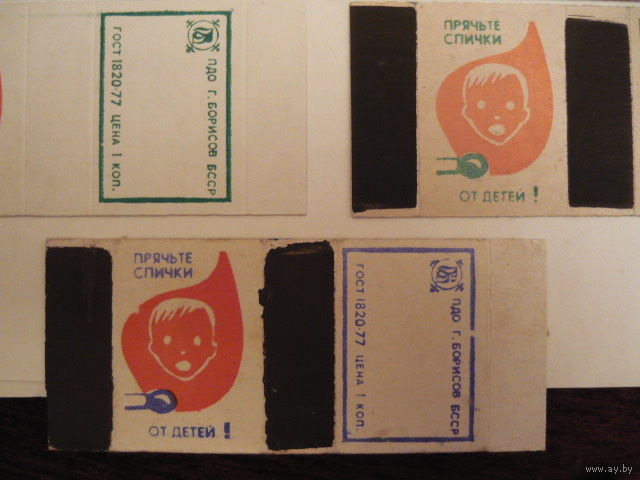 ПДО Г. БОРИСОВ БССР
ГОСТ 1820-77 ЦЕНА 1 КОП.
ПРЯЧЬТЕ
СПИЧКИ
ОТ ДЕТЕЙ !
ПРЯЧЬТЕ
СПИЧКИ
ОТ ДЕТЕЙ !
ПДО Г. БОРИСОВ БССР
ГОСТ 1820-77 ЦЕНА 1 КОП.
www.ay.by